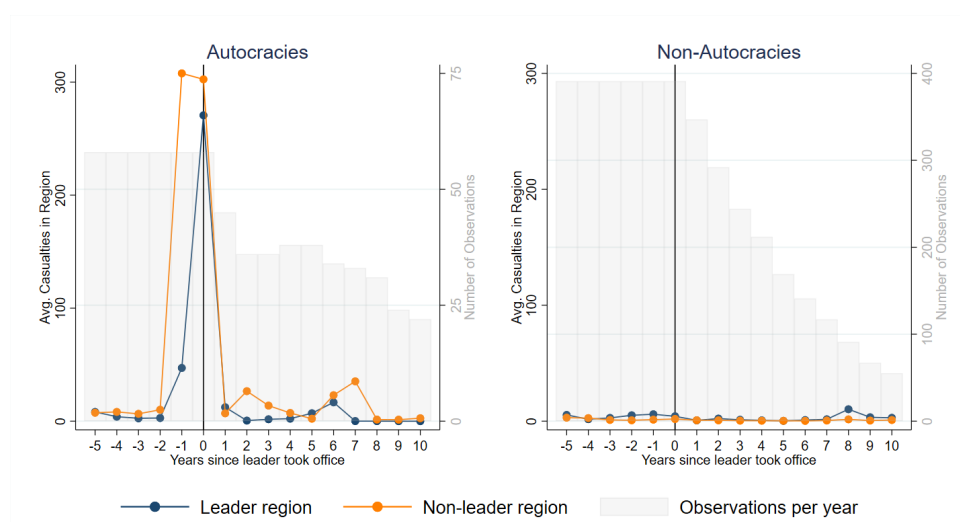 Autocracies
Avg. Casualties in Region
0 100 200 300
Number of Observations
0 25 50 75
-5 -4 -3 -2 -1 0 1 2 3 4 5 6 7 8 9 10
Years since leader took office
Non-Autocracies
Avg. Casualties in Region
0 100 200 300
Number of Observations
0 100 200 300 400
-5 -4 -3 -2 -1 0 1 2 3 4 5 6 7 8 9 10
Years since leader took office
Leader region Non-leader region Observations per year